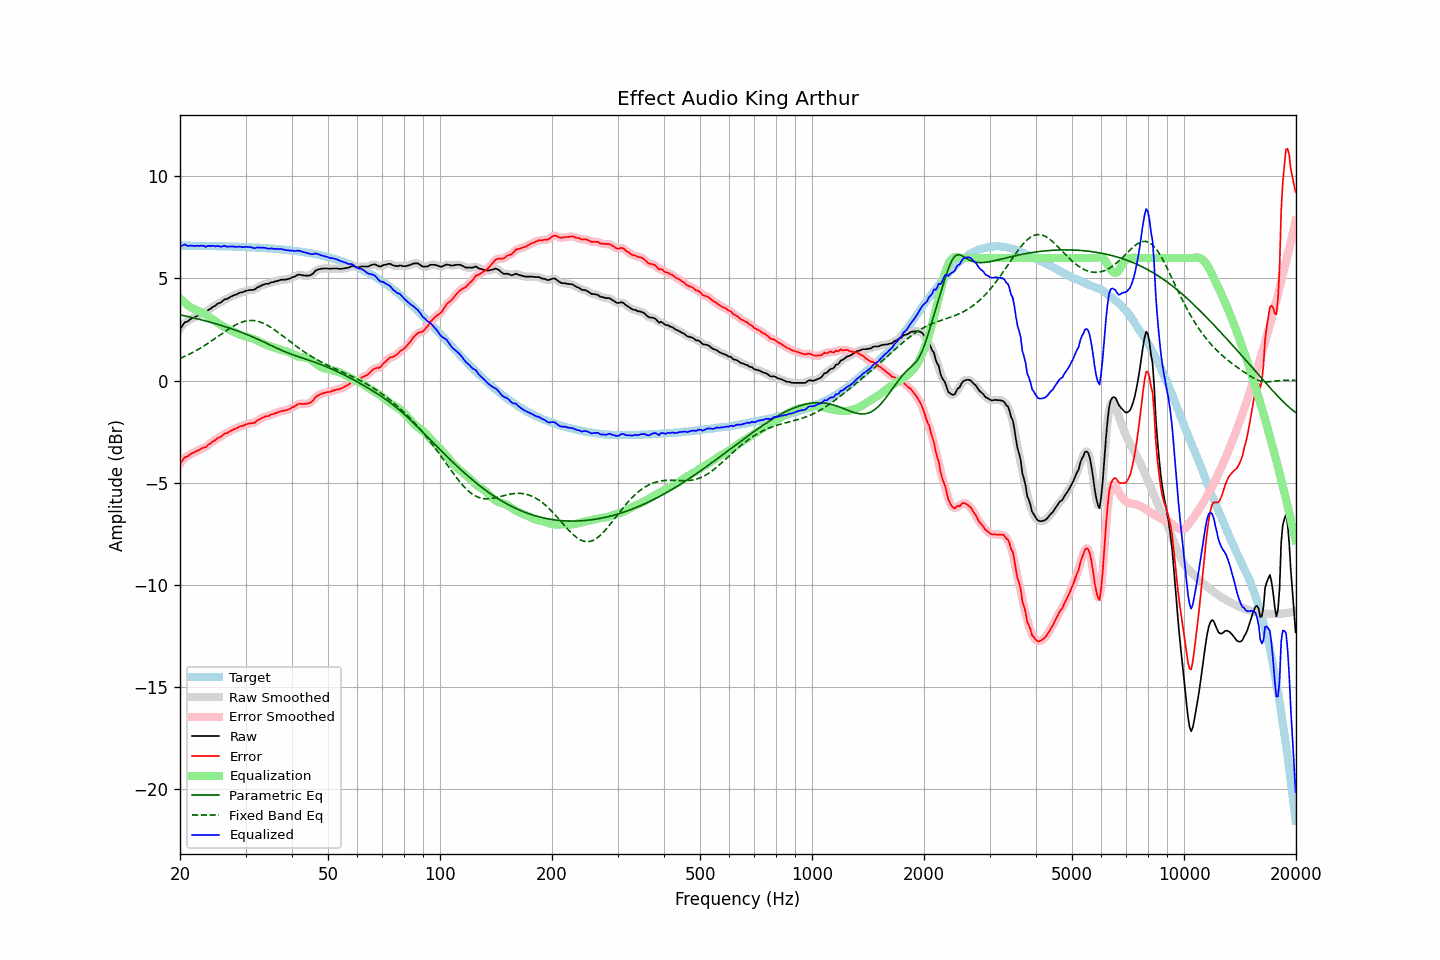 Effect Audio King Arthur
Amplitude (dBr)
10
5
0
−5
−10
−15
−20
Target
Raw Smoothed
Error Smoothed
Raw
Error
Equalization
Parametric Eq
Fixed Band Eq
Equalized
20 50 100 200 500 1000 2000 5000 10000 20000
Frequency (Hz)